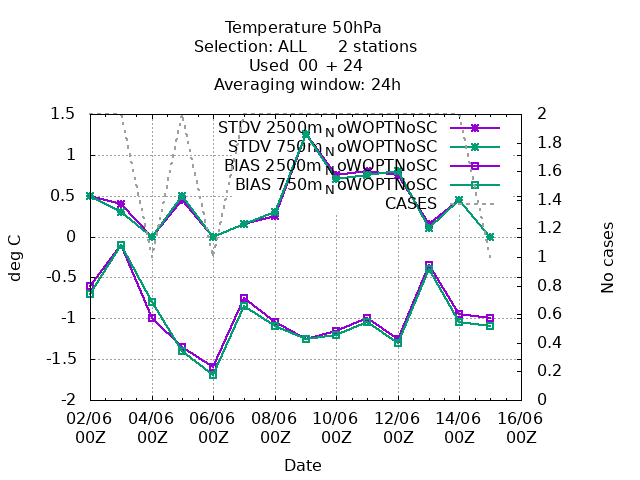 Temperature 50hPa
Selection: ALL 2 stations
Used 00 + 24
Averaging window: 24h
STDV 2500mNoWOPTNoSC
STDV 750mNoWOPTNoSC
BIAS 2500mNoWOPTNoSC
BIAS 750mNoWOPTNoSC
CASES
1.5
1
0.5
0
-0.5
-1
-1.5
-2
deg C
2
1.8
1.6
1.4
1.2
1
0.8
0.6
0.4
0.2
0
No cases
02/06 04/06 06/06 08/06 10/06 12/06 14/06 16/06
00Z 00Z 00Z 00Z 00Z 00Z 00Z 00Z
Date